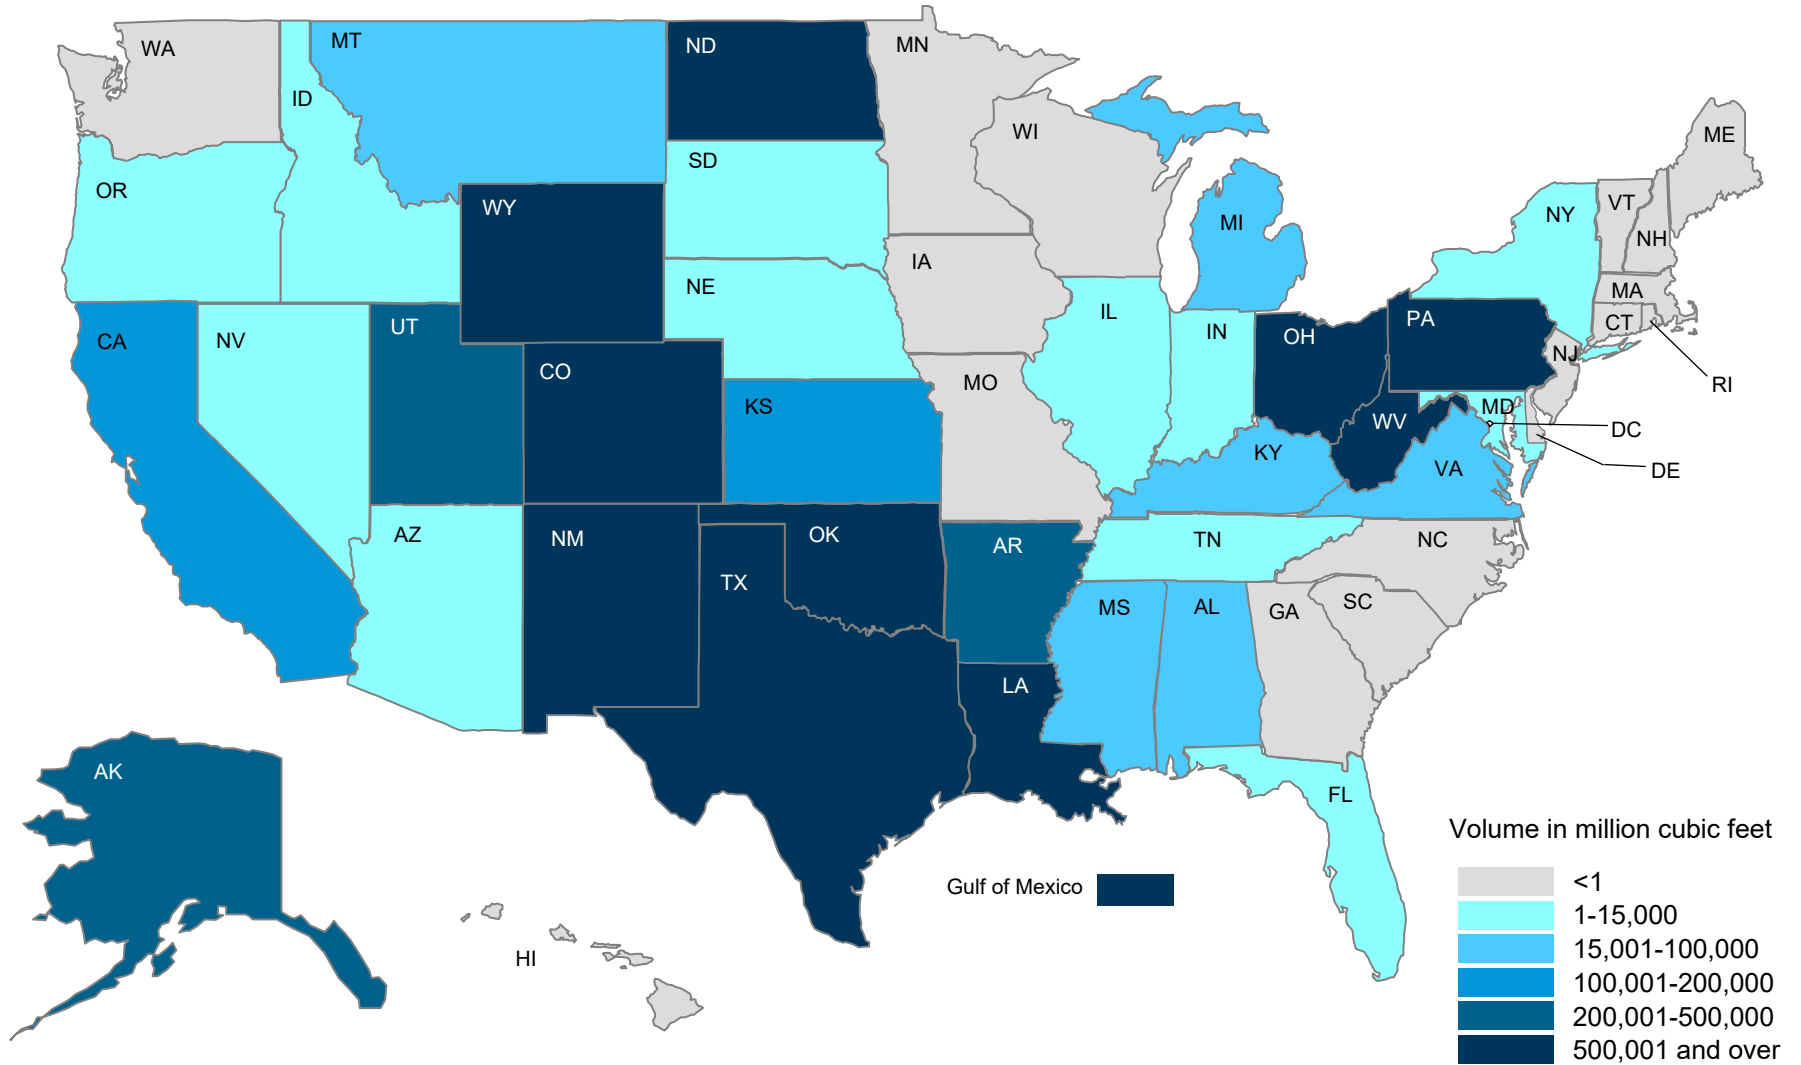 WA
MT
ND
MN
ID
WI
ME
OR
SD
WY
NY
VT
MI
NH
IA
NE
MA
IL
CT
PA
UT
IN
OH
CA
NV
NJ
CO
MO
RI
KS
MD
WV
DC
KY
VA
DE
AZ
NM
OK
AR
TN
NC
TX
MS
AL
GA
SC
LA
AK
FL
Gulf of Mexico
HI
Volume in million cubic feet
<1
1-15,000
15,001-100,000
100,001-200,000
200,001-500,000
500,001 and over